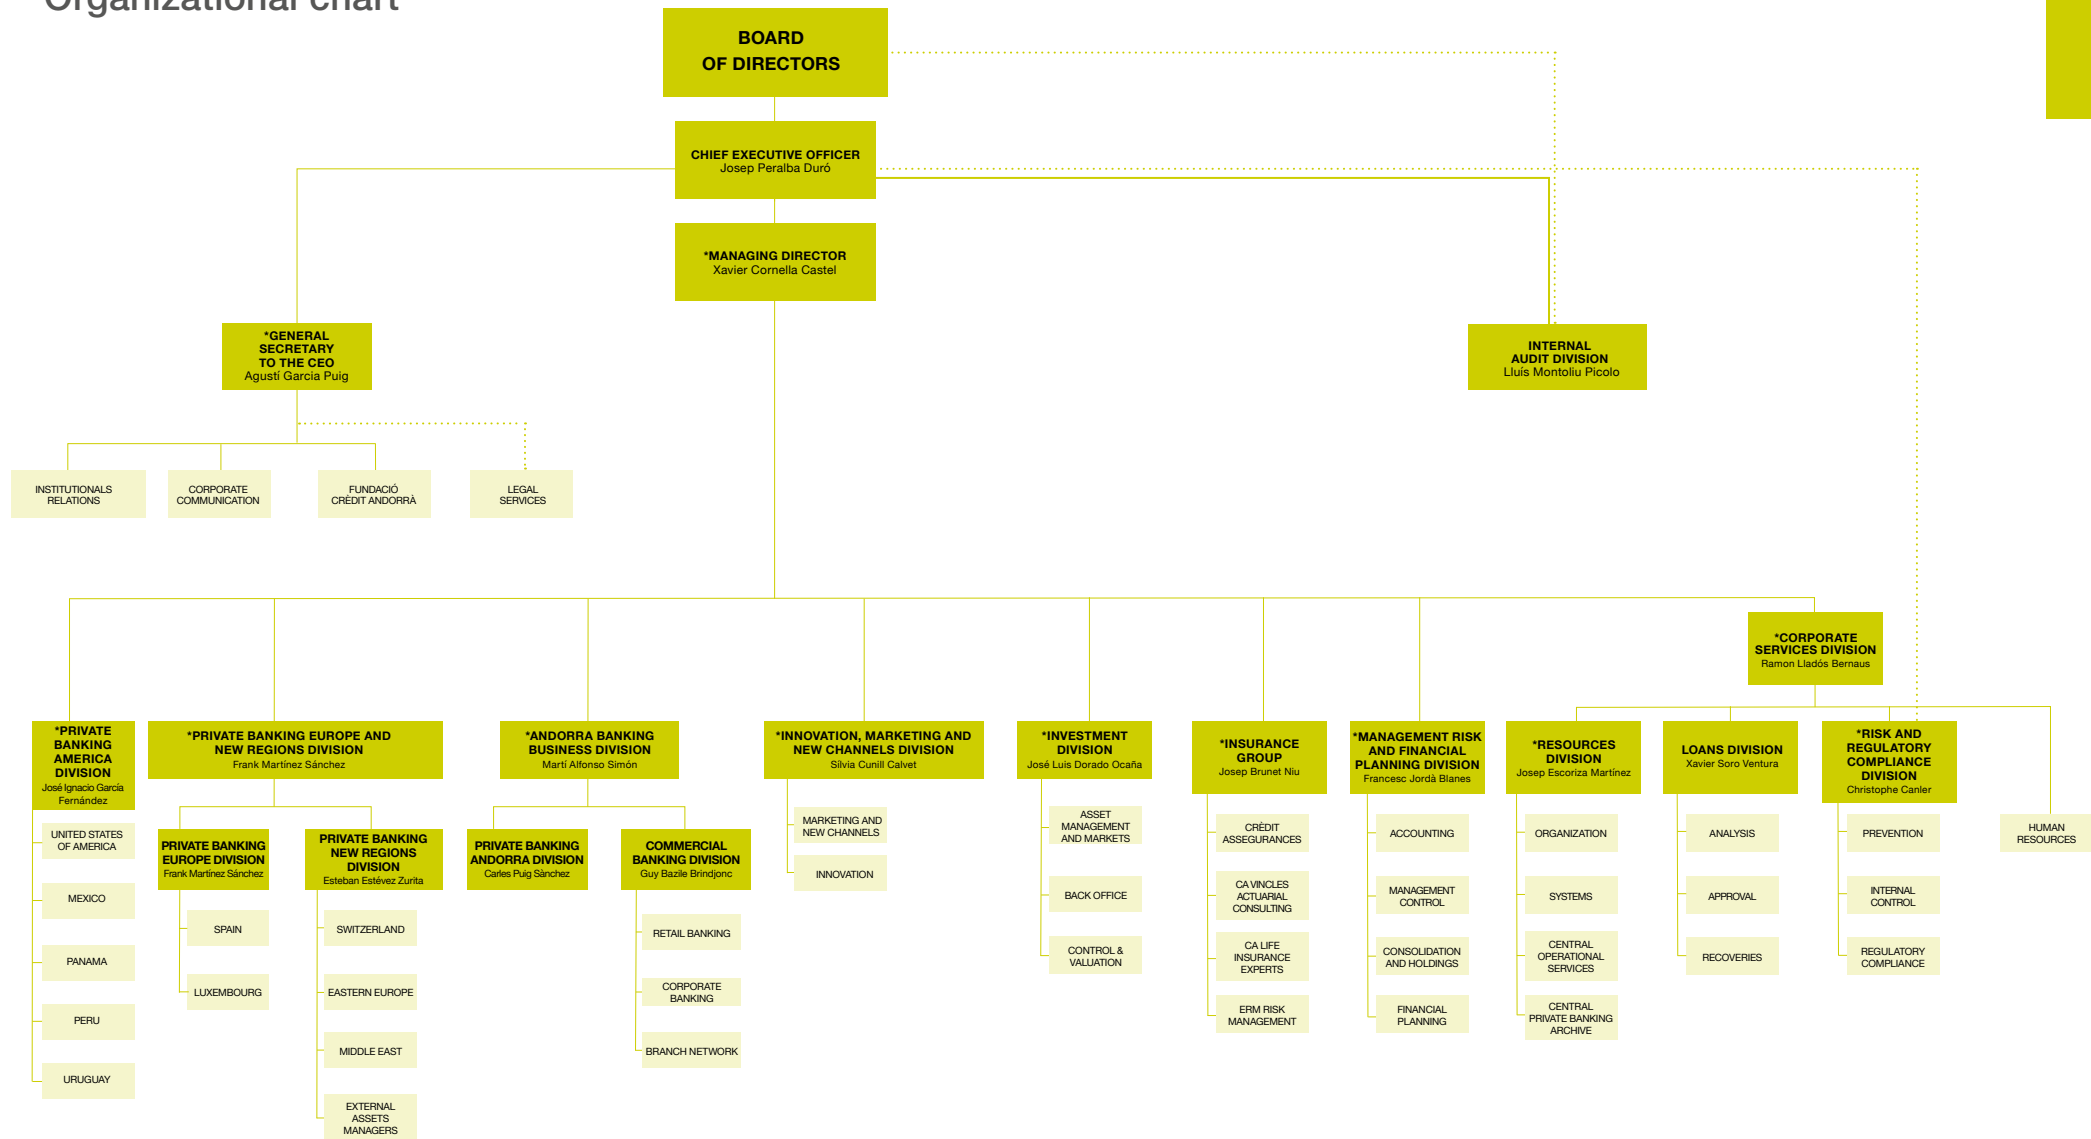 Organizational chart
BOARD
OF DIRECTORS
CHIEF EXECUTIVE OFFICER
Josep Peralba Duró
*MANAGING DIRECTOR
Xavier Cornella Castel
*GENERAL
SECRETARY
TO THE CEO
Agustí Garcia Puig
INTERNAL
AUDIT DIVISION
Lluís Montoliu Picolo
INSTITUTIONALS
RELATIONS
CORPORATE
COMMUNICATION
FUNDACIÓ
CRÈDIT ANDORRÀ
LEGAL
SERVICES
*CORPORATE
SERVICES DIVISION
Ramon Lladós Bernaus
*PRIVATE
BANKING
AMERICA
DIVISION
José Ignacio García
Fernández
UNITED STATES
OF AMERICA
MEXICO
PANAMA
PERU
URUGUAY
*PRIVATE BANKING EUROPE AND
NEW REGIONS DIVISION
Frank Martínez Sánchez
PRIVATE BANKING
EUROPE DIVISION
Frank Martínez Sánchez
SPAIN
LUXEMBOURG
PRIVATE BANKING
NEW REGIONS
DIVISION
Esteban Estévez Zurita
SWITZERLAND
EASTERN EUROPE
MIDDLE EAST
EXTERNAL
ASSETS
MANAGERS
*ANDORRA BANKING
BUSINESS DIVISION
Martí Alfonso Simón
PRIVATE BANKING
ANDORRA DIVISION
Carles Puig Sànchez
COMMERCIAL
BANKING DIVISION
Guy Bazile Brindjonc
RETAIL BANKING
CORPORATE
BANKING
BRANCH NETWORK
*INNOVATION, MARKETING AND
NEW CHANNELS DIVISION
Sílvia Cunill Calvet
MARKETING AND
NEW CHANNELS
INNOVATION
*INVESTMENT
DIVISION
José Luis Dorado Ocaña
ASSET
MANAGEMENT
AND MARKETS
BACK OFFICE
CONTROL &
VALUATION
*INSURANCE
GROUP
Josep Brunet Niu
CRÈDIT
ASSEGURANCES
CA VINCLES
ACTUARIAL
CONSULTING
CA LIFE
INSURANCE
EXPERTS
ERM RISK
MANAGEMENT
*MANAGEMENT RISK
AND FINANCIAL
PLANNING DIVISION
Francesc Jordà Blanes
ACCOUNTING
MANAGEMENT
CONTROL
CONSOLIDATION
AND HOLDINGS
FINANCIAL
PLANNING
*RESOURCES
DIVISION
Josep Escoriza Martínez
ORGANIZATION
SYSTEMS
CENTRAL
OPERATIONAL
SERVICES
CENTRAL
PRIVATE BANKING
ARCHIVE
LOANS DIVISION
Xavier Soro Ventura
ANALYSIS
APPROVAL
RECOVERIES
*RISK AND
REGULATORY
COMPLIANCE
DIVISION
Christophe Canler
PREVENTION
INTERNAL
CONTROL
REGULATORY
COMPLIANCE
HUMAN
RESOURCES